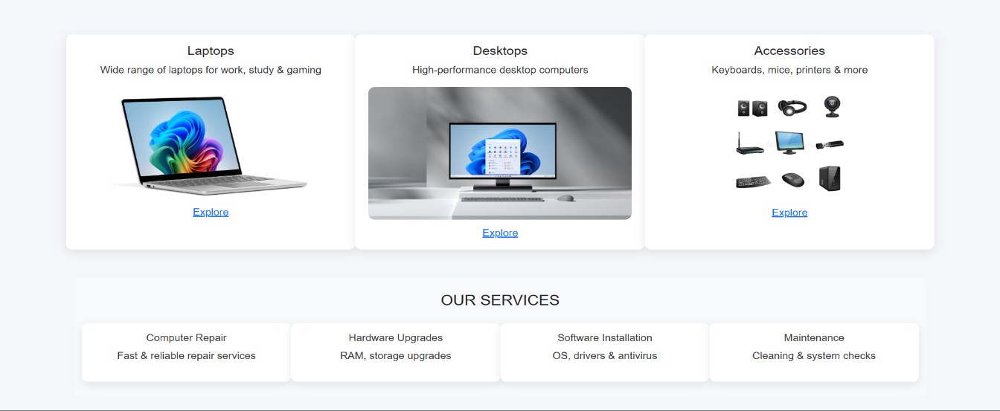 Laptops
Wide range of laptops for work, study & gaming
Explore
Desktops
High-performance desktop computers
Explore
Accessories
Keyboards, mice, printers & more
Explore
OUR SERVICES
Computer Repair
Fast & reliable repair services
Hardware Upgrades
RAM, storage upgrades
Software Installation
OS, drivers & antivirus
Maintenance
Cleaning & system checks